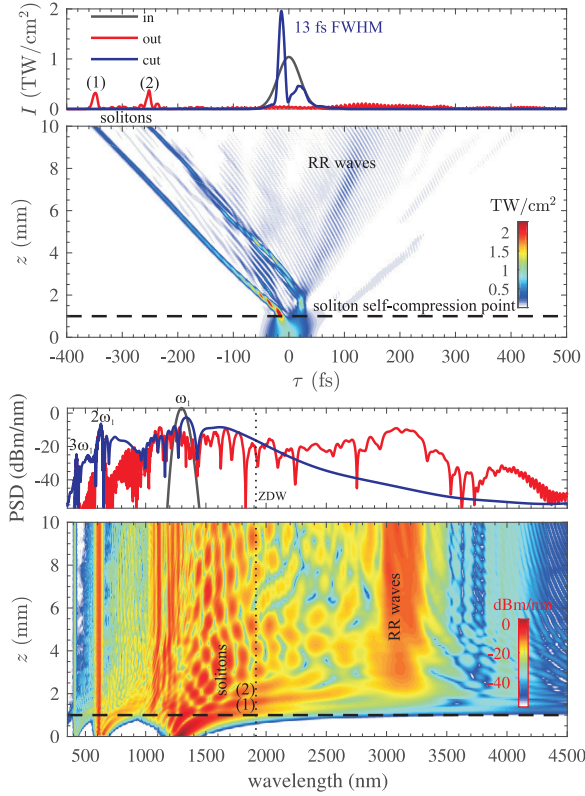 I (TW/cm²)
2
1
0
in
out
cut
13 fs FWHM
(1)
(2)
solitons
z (mm)
10
8
6
4
2
0
RR waves
TW/cm²
2
1.5
1
0.5
soliton self-compression point
-400 -300 -200 -100 0 100 200 300 400 500
τ (fs)
PSD (dBm/nm)
0
-20
-40
3ω₁
2ω₁
ω₁
ZDW
z (mm)
10
8
6
4
2
0
solitons
(2)
(1)
RR waves
dBm/nm
0
-20
-40
500 1000 1500 2000 2500 3000 3500 4000 4500
wavelength (nm)